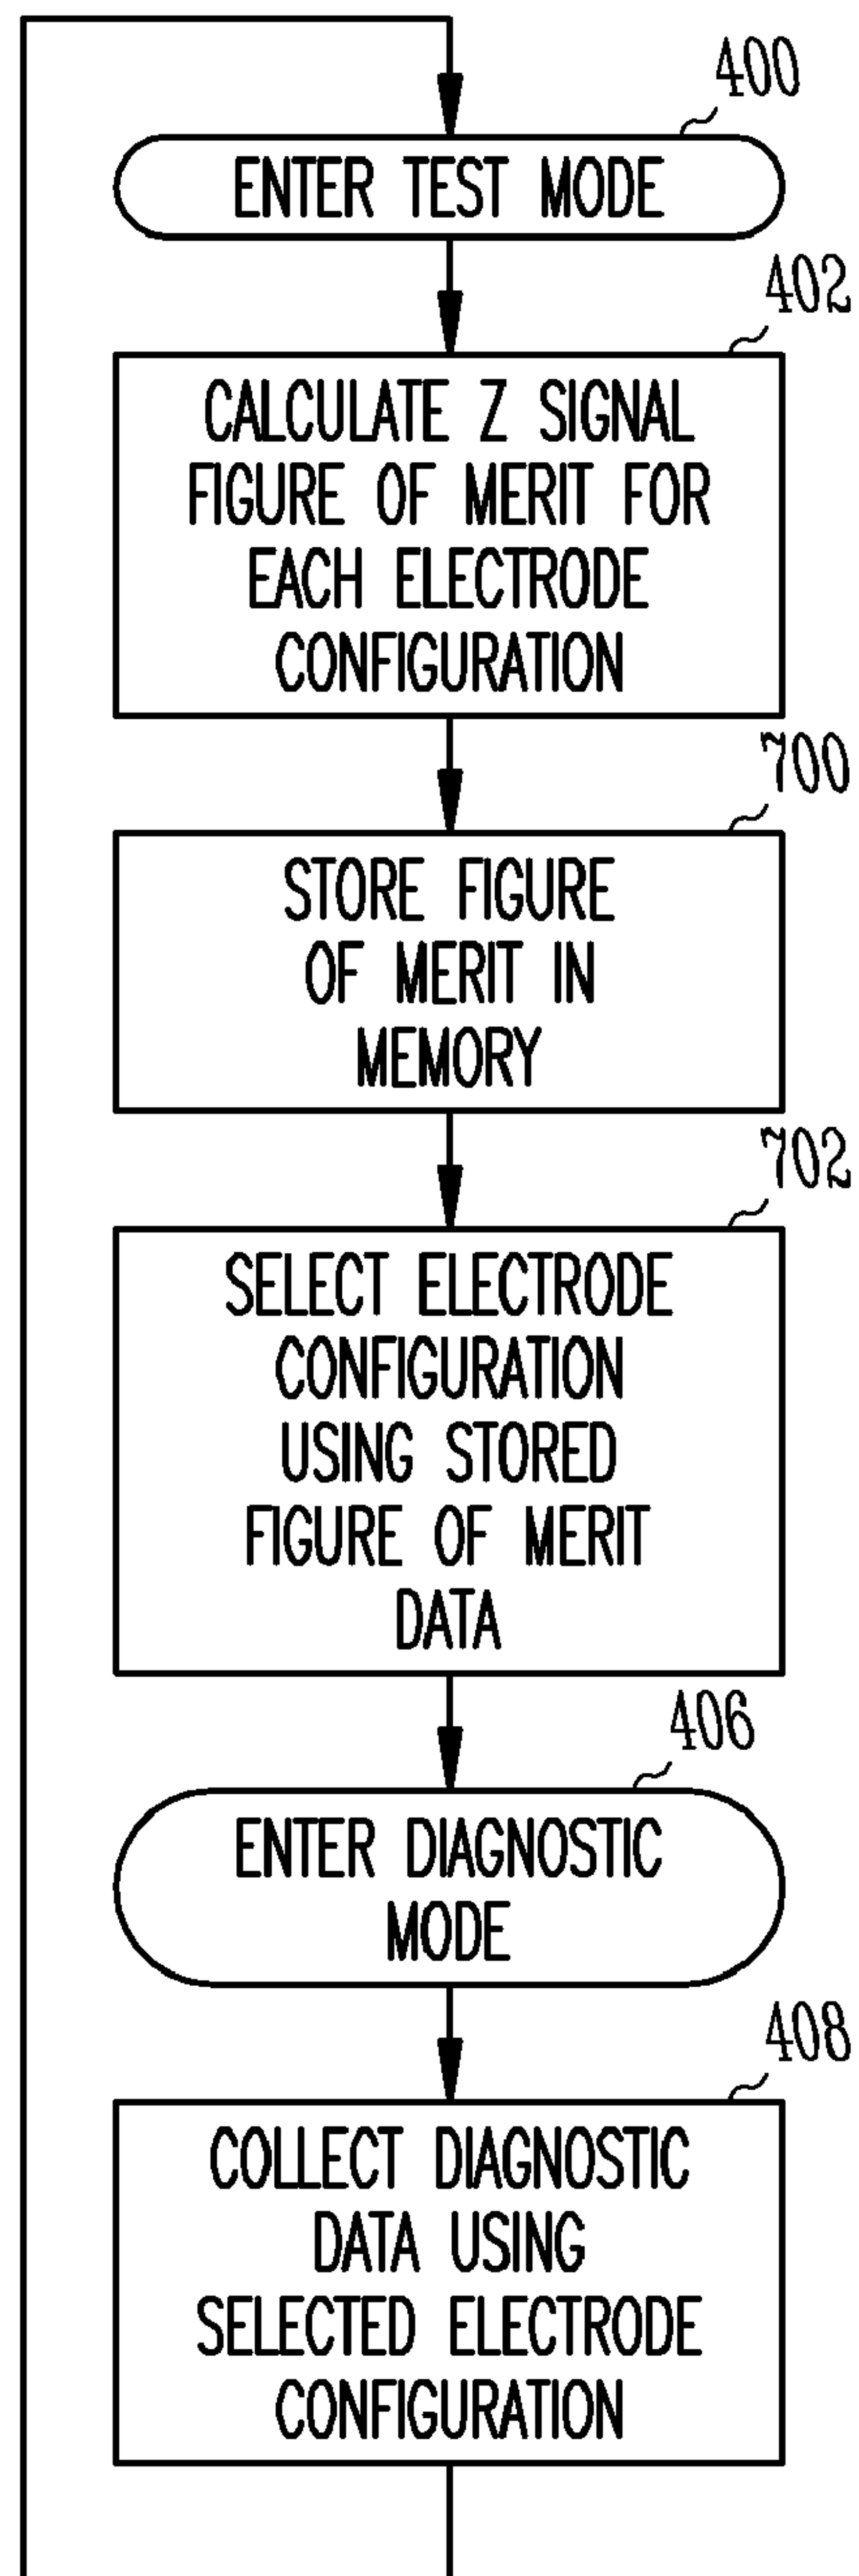 400
ENTER TEST MODE
402
CALCULATE Z SIGNAL
FIGURE OF MERIT FOR
EACH ELECTRODE
CONFIGURATION
700
STORE FIGURE
OF MERIT IN
MEMORY
702
SELECT ELECTRODE
CONFIGURATION
USING STORED
FIGURE OF MERIT
DATA
406
ENTER DIAGNOSTIC
MODE
408
COLLECT DIAGNOSTIC
DATA USING
SELECTED ELECTRODE
CONFIGURATION